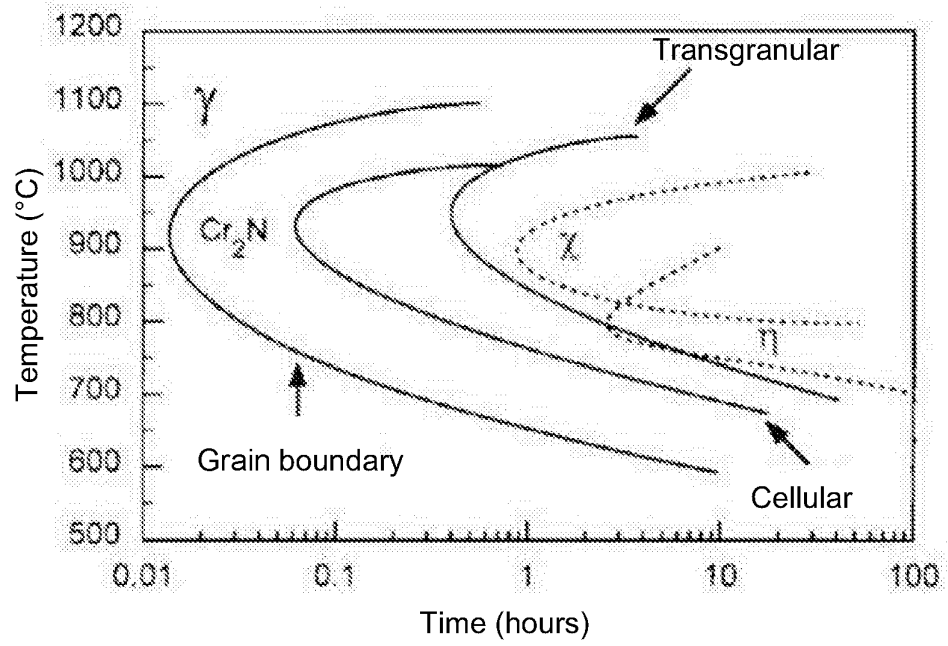 1200
1100
1000
900
800
700
600
500
Temperature (°C)
γ
Transgranular
Cr₂N
χ
η
Grain boundary
Cellular
0.01 0.1 1 10 100
Time (hours)